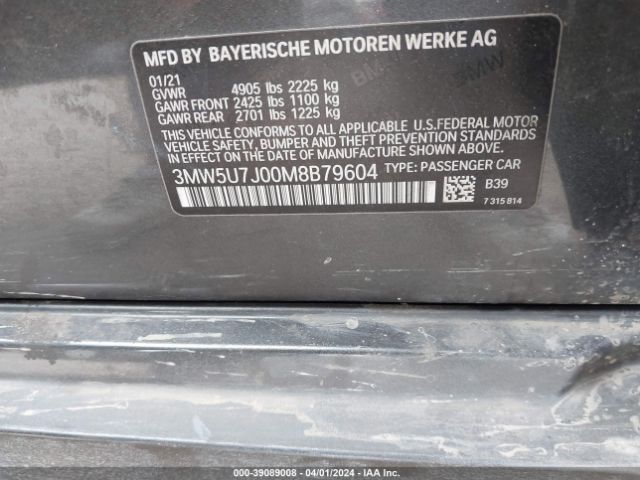 MFD BY BAYERISCHE MOTOREN WERKE AG
01/21
GVWR 4905 lbs 2225 kg
GAWR FRONT 2425 lbs 1100 kg
GAWR REAR 2701 lbs 1225 kg
THIS VEHICLE CONFORMS TO ALL APPLICABLE U.S.FEDERAL MOTOR
VEHICLE SAFETY, BUMPER, AND THEFT PREVENTION
STANDARDS IN EFFECT ON THE DATE OF MANUFACTURE
SHOWN ABOVE.
3MW5U7J00M8B79604 TYPE: PASSENGER CAR
B39
7 315 814
000-39089008 - 04/01/2024 - IAA Inc.